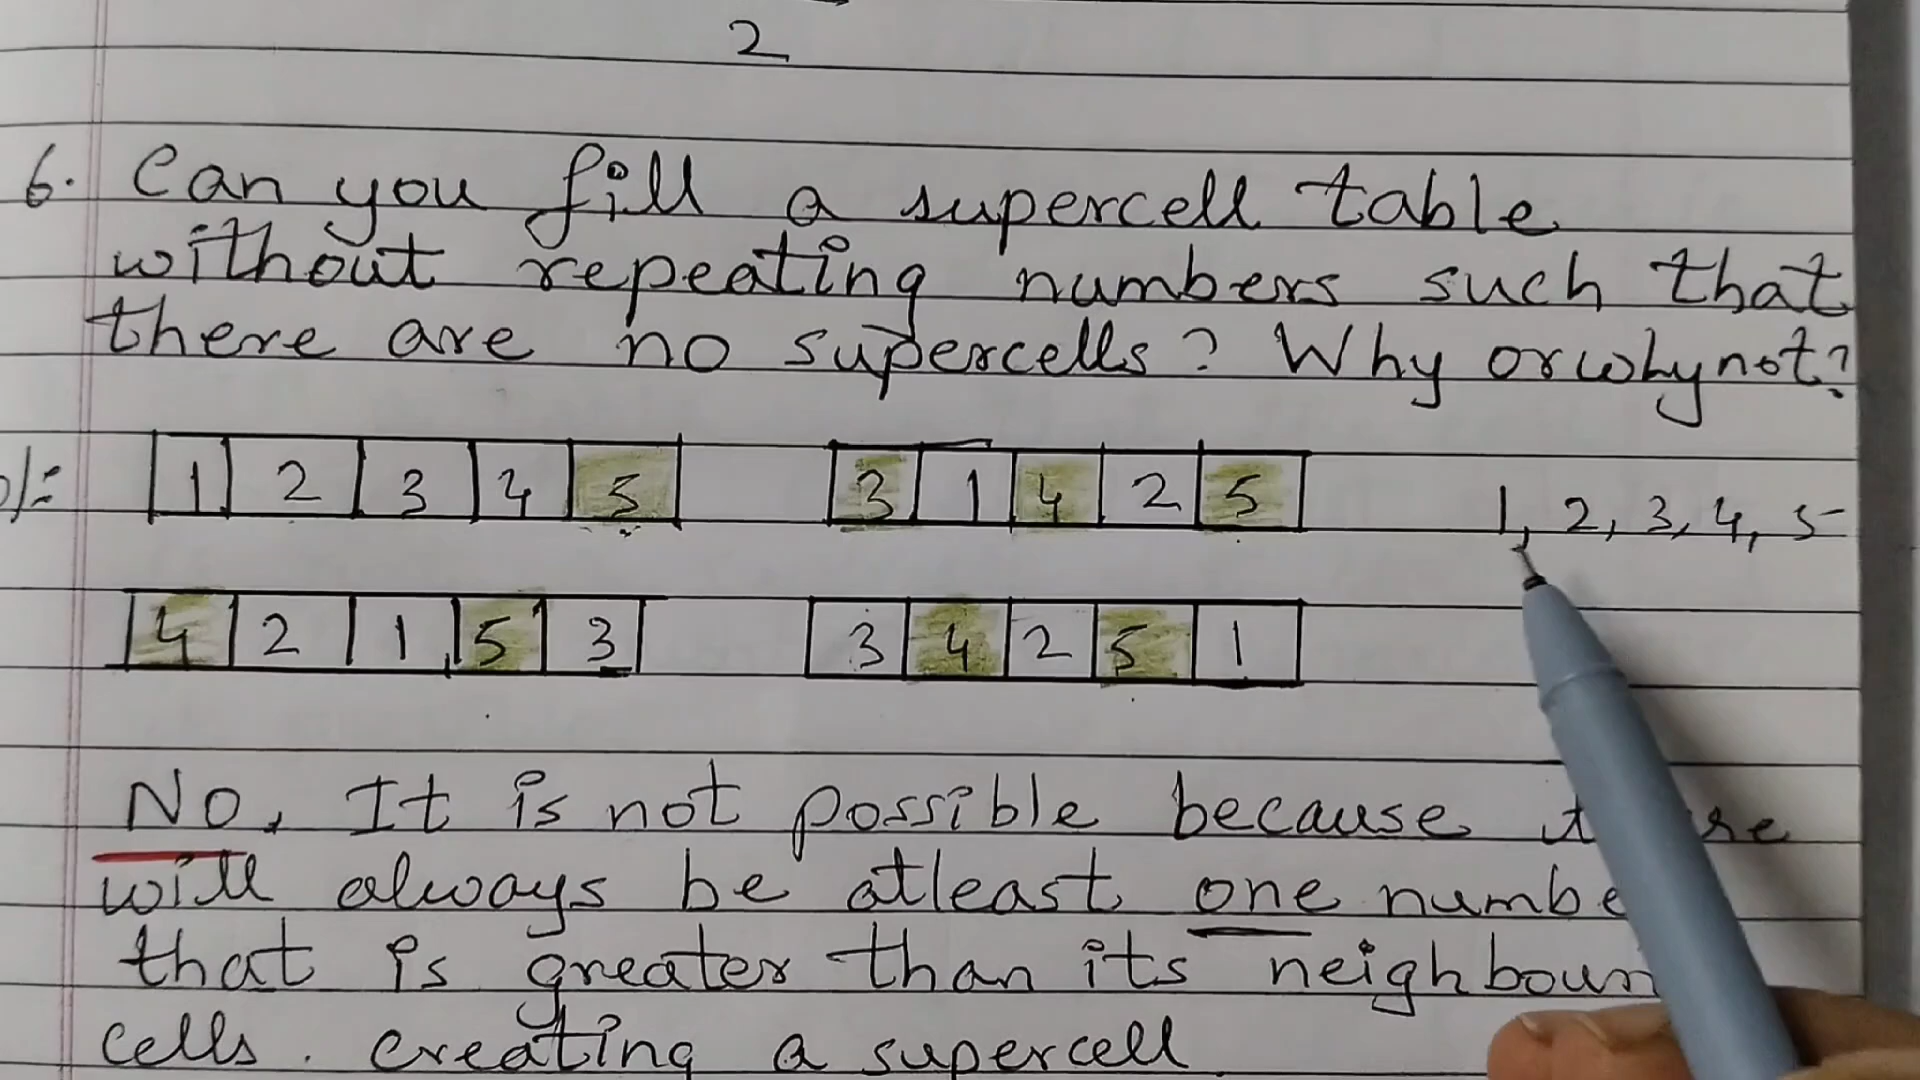 2
6. Can you fill a supercell table
without repeating numbers such that
there are no supercells? Why or why not?
1 2 3 4 5
3 1 4 2 5
1, 2, 3, 4, 5
4 2 1 5 3
3 4 2 5 1
No, It is not possible because
will always be atleast one numbe
that is greater than its neighboun
cells. creating a supercell.